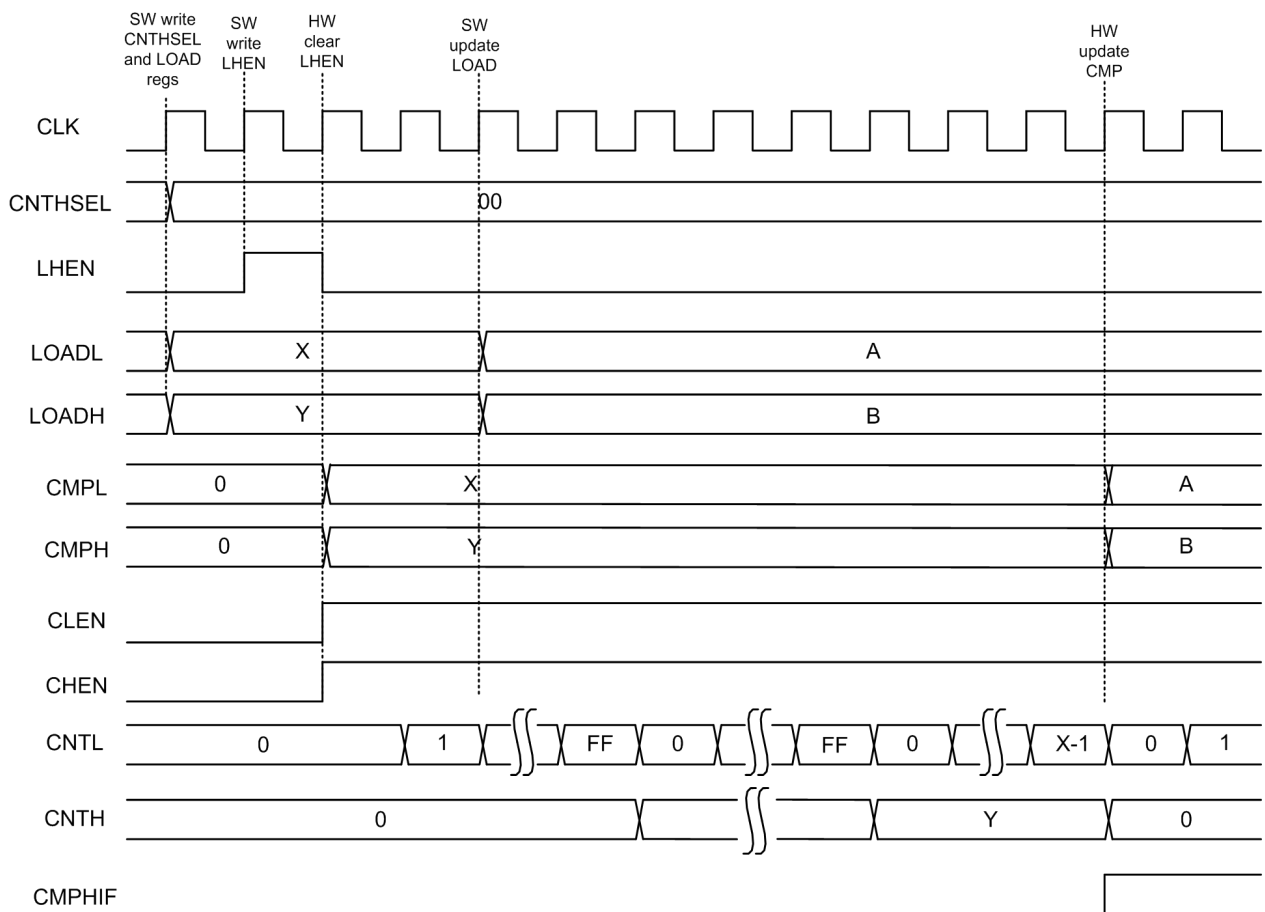 SW write
CNTHSEL
and LOAD
regs
SW
write
LHEN
HW
clear
LHEN
SW
update
LOAD
HW
update
CMP
CLK
CNTHSEL 00
LHEN
LOADL X A
LOADH Y B
CMPL 0 X A
CMPH 0 Y B
CLEN
CHEN
CNTL 0 1 FF 0 FF 0 X-1 0 1
CNTH 0 Y 0
CMPHIF